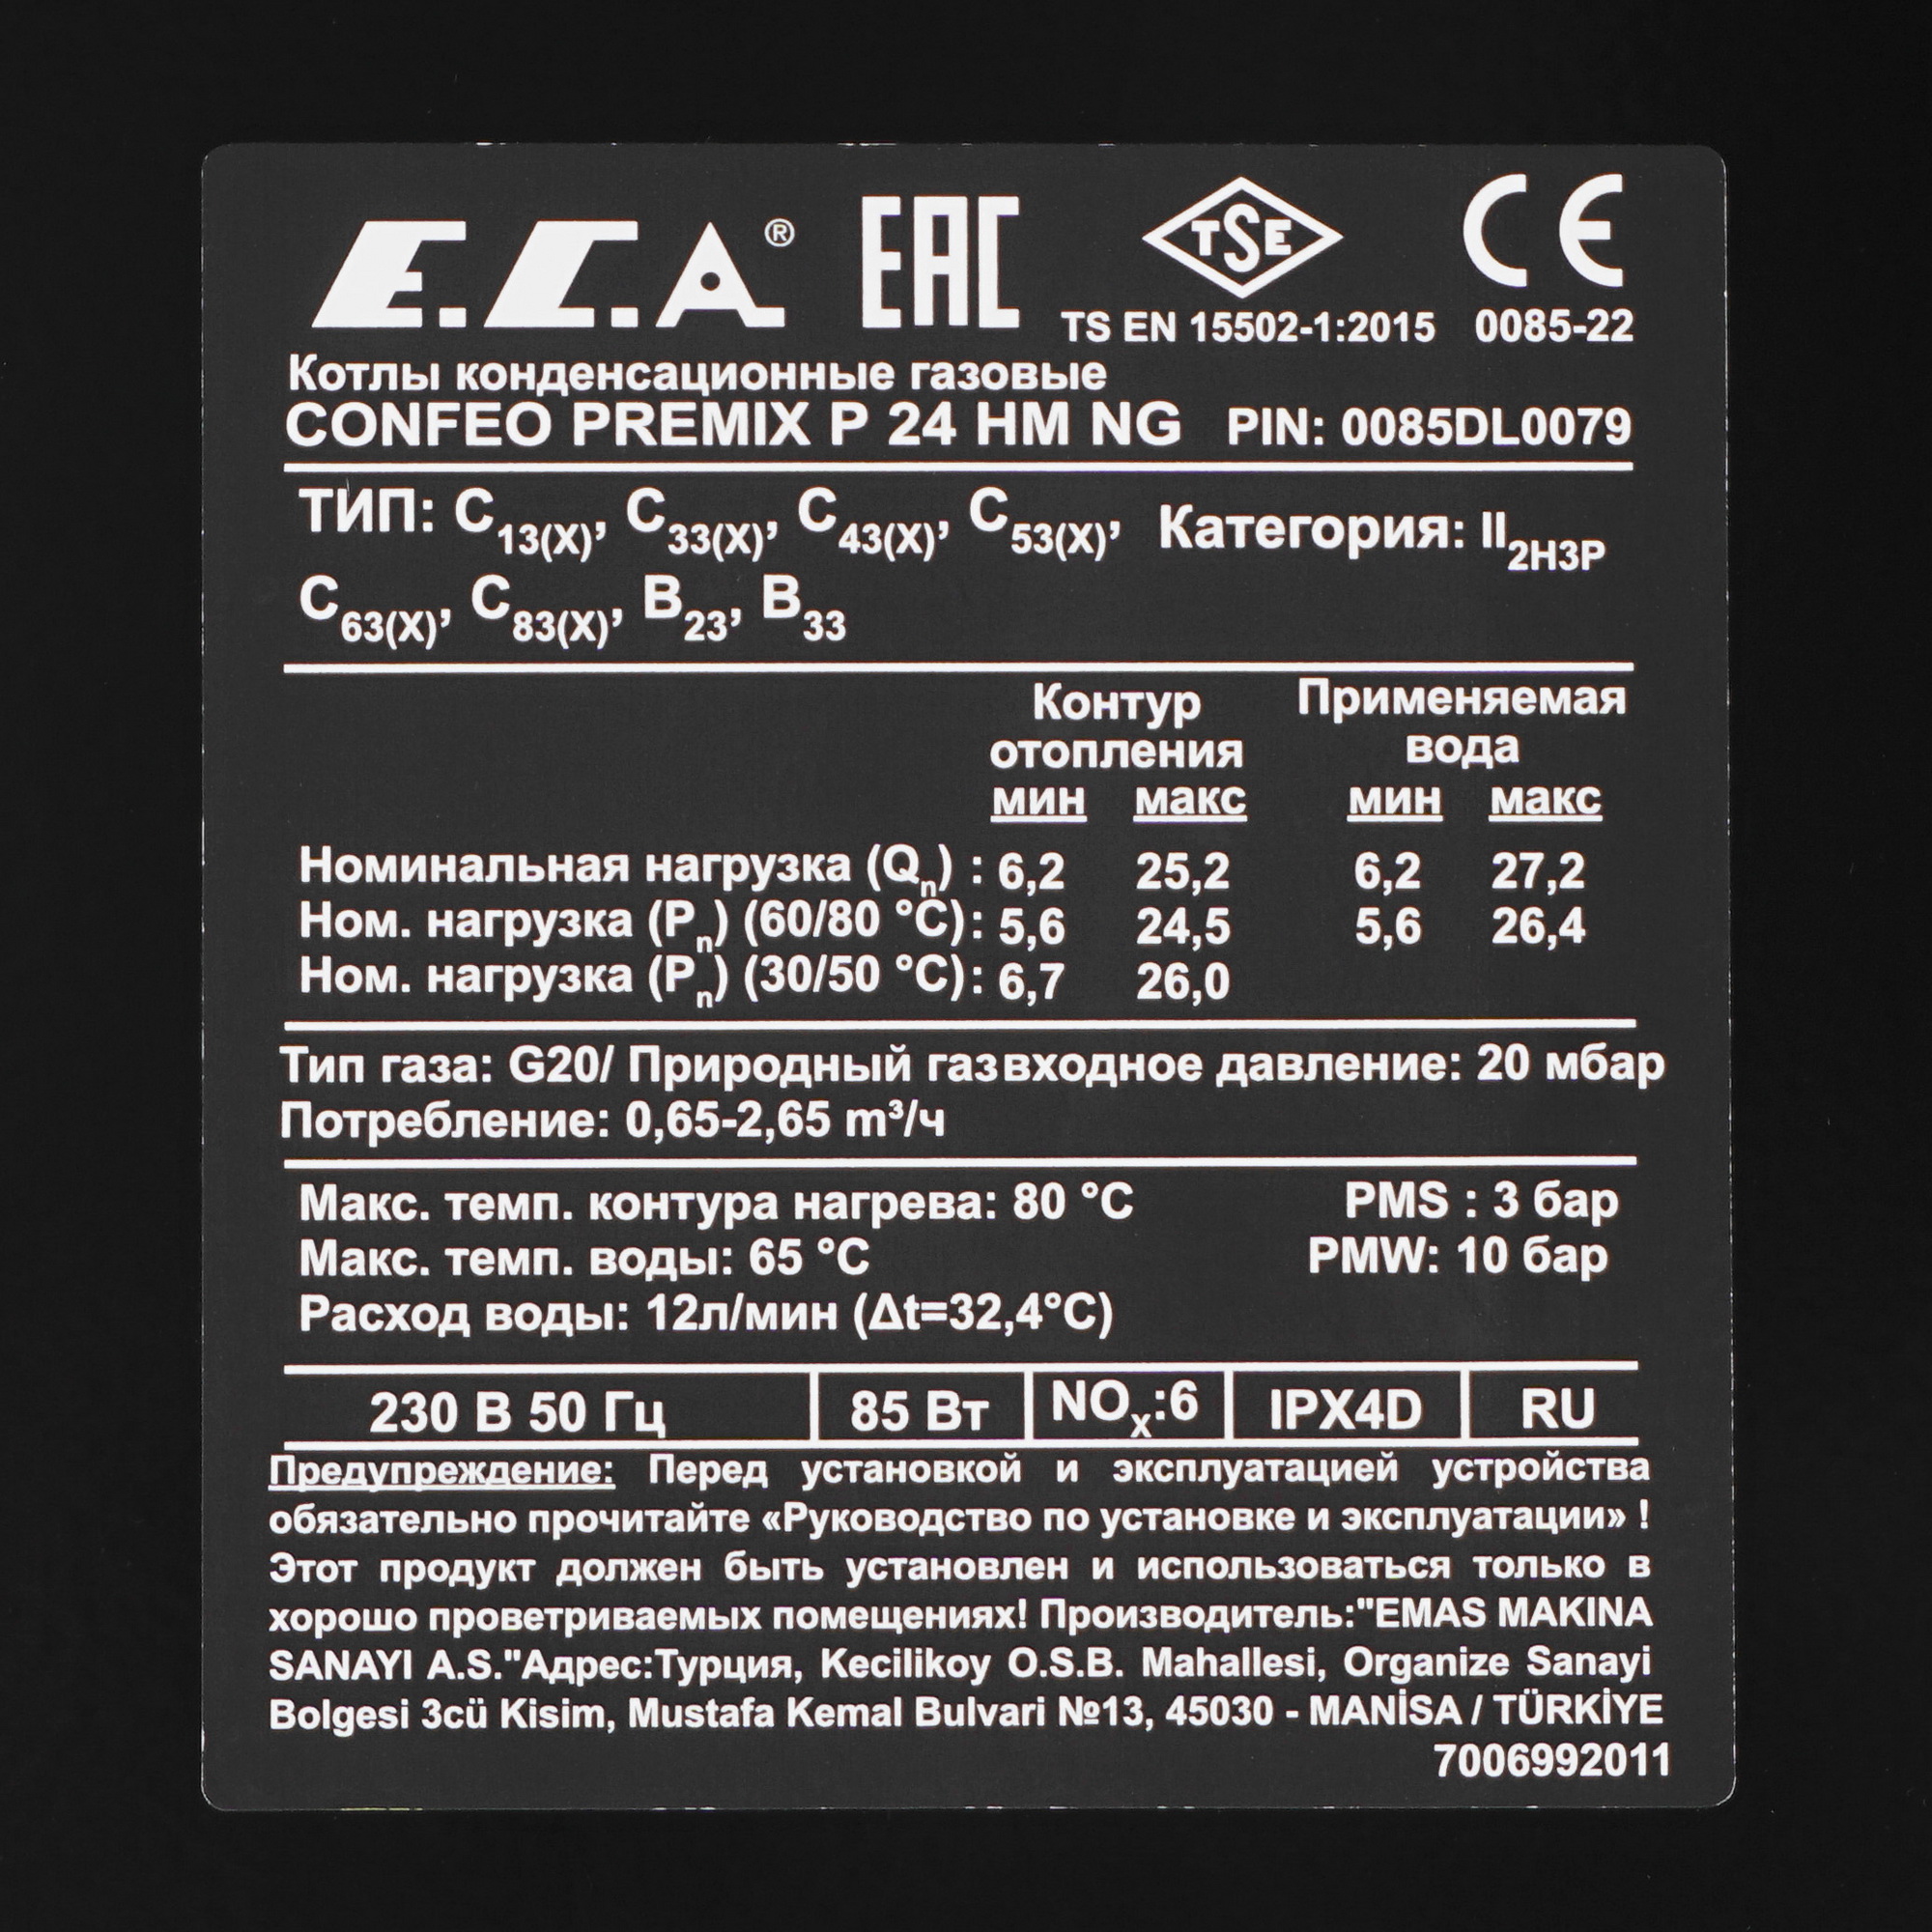 E.C.A® EAC TSE CE
TS EN 15502-1:2015 0085-22
Котлы конденсационные газовые
CONFEO PREMIX P 24 HM NG PIN: 0085DL0079
ТИП: C13(X), C33(X), C43(X), C53(X), Категория: II2H3P
C63(X), C83(X), B23, B33
Контур Применяемая
отопления вода
мин макс мин макс
Номинальная нагрузка (Qn) : 6,2 25,2 6,2 27,2
Ном. нагрузка (Pn) (60/80 °C): 5,6 24,5 5,6 26,4
Ном. нагрузка (Pn) (30/50 °C): 6,7 26,0
Тип газа: G20/ Природный газвходное давление: 20 мбар
Потребление: 0,65-2,65 m³/ч
Макс. темп. контура нагрева: 80 °C PMS : 3 бар
Макс. темп. воды: 65 °C PMW: 10 бар
Расход воды: 12л/мин (Δt=32,4°C)
230 В 50 Гц 85 Вт NOX:6 IPX4D RU
Предупреждение: Перед установкой и эксплуатацией устройства
обязательно прочитайте «Руководство по установке и эксплуатации» !
Этот продукт должен быть установлен и использоваться только в
хорошо проветриваемых помещениях! Производитель:"EMAS MAKINA
SANAYI A.S."Адрес:Турция, Kecilikoy O.S.B. Mahallesi, Organize Sanayi
Bolgesi 3cü Kisim, Mustafa Kemal Bulvari №13, 45030 - MANİSA / TÜRKİYE
7006992011